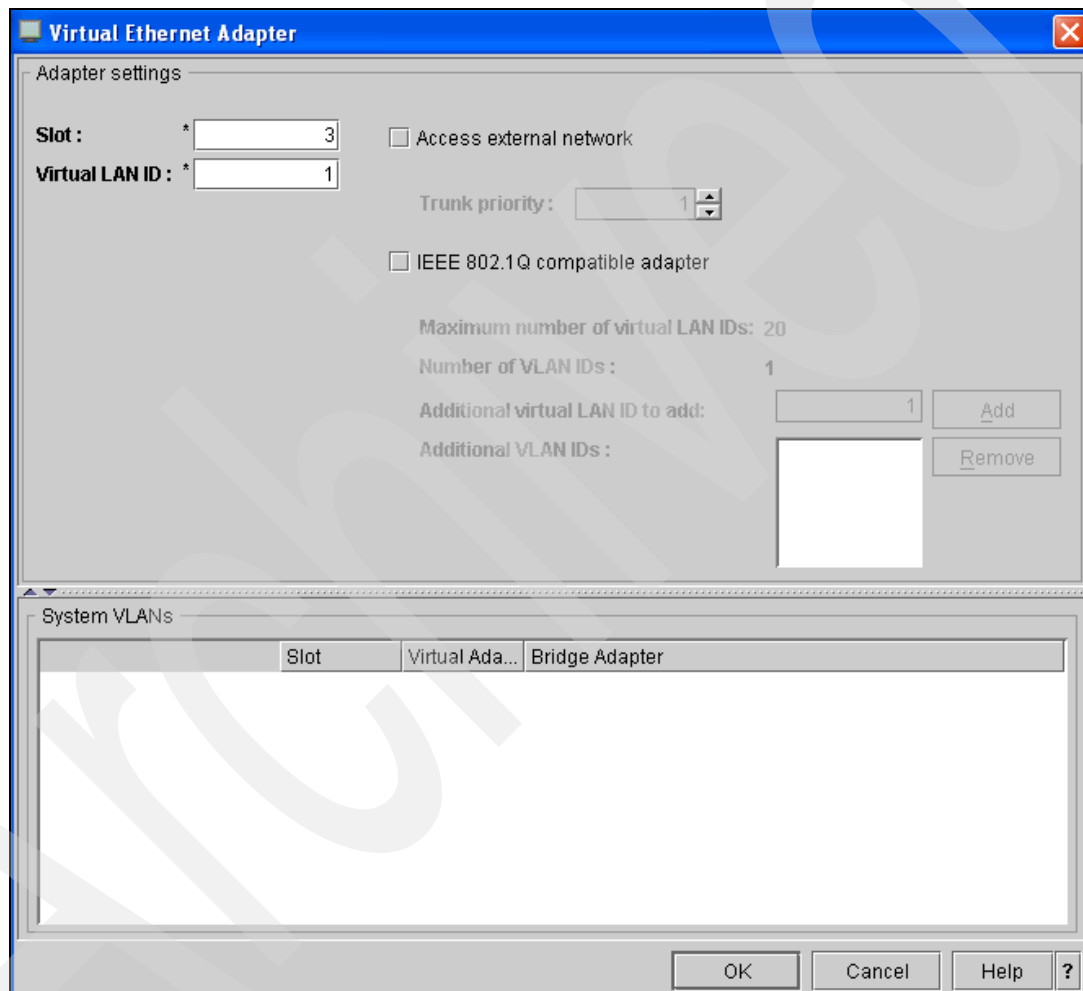 Virtual Ethernet Adapter
Adapter settings
Slot : * 3
Access external network
Virtual LAN ID : * 1
Trunk priority : 1
IEEE 802.1Q compatible adapter
Maximum number of virtual LAN IDs: 20
Number of VLAN IDs : 1
Additional virtual LAN ID to add: 1 Add
Additional VLAN IDs : Remove
System VLANs
Slot Virtual Ada... Bridge Adapter
OK Cancel Help ?
Archived